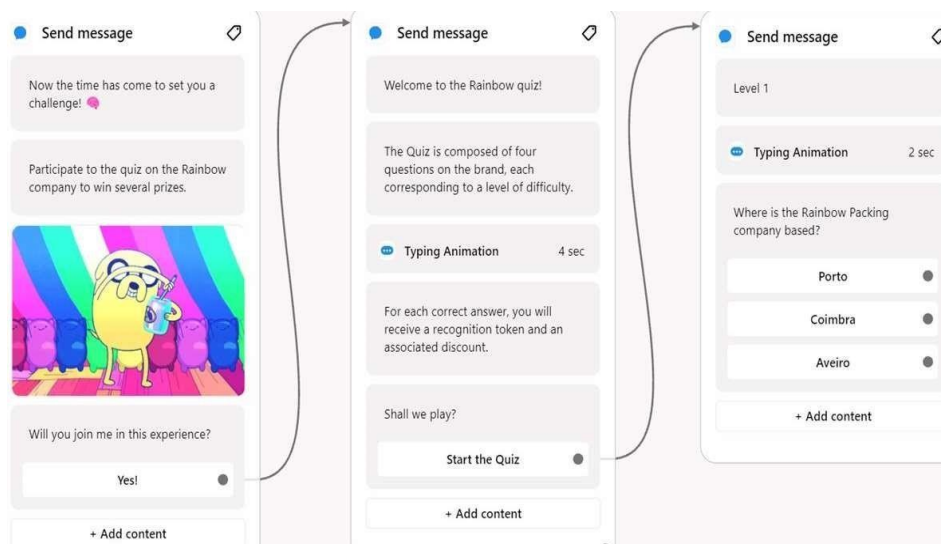 Send message
Now the time has come to set you a
challenge!
Participate to the quiz on the Rainbow
company to win several prizes.
Will you join me in this experience?
Yes!
+ Add content
Send message
Welcome to the Rainbow quiz!
The Quiz is composed of four
questions on the brand, each
corresponding to a level of difficulty.
Typing Animation 4 sec
For each correct answer, you will
receive a recognition token and an
associated discount.
Shall we play?
Start the Quiz
+ Add content
Send message
Level 1
Typing Animation 2 sec
Where is the Rainbow Packing
company based?
Porto
Coimbra
Aveiro
+ Add content